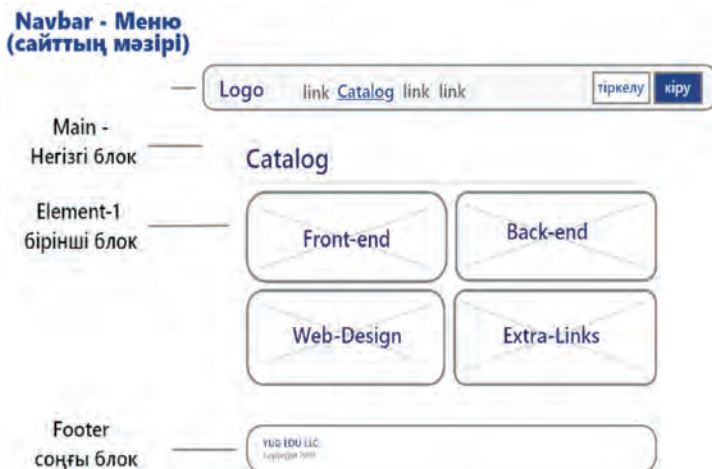 Navbar - Меню
(сайттың мәзірі)
Logo link Catalog link link тіркелу кіру
Main -
Негізгі блок
Catalog
Element-1
бірінші блок
Front-end Back-end
Web-Design Extra-Links
Footer
соңғы блок
EDU LLC